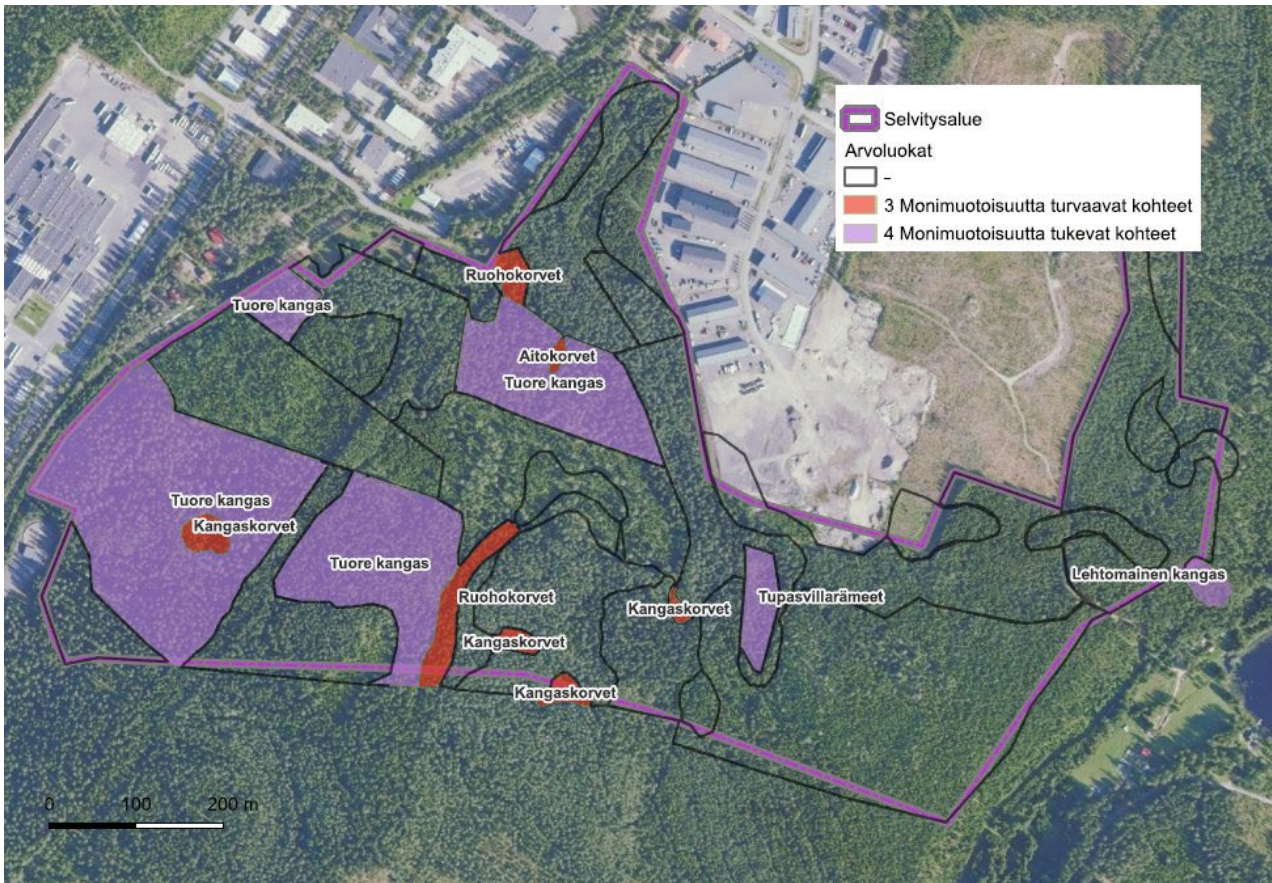 Selvitysalue
Arvoluokat
-
3 Monimuotoisuutta turvaavat kohteet
4 Monimuotoisuutta tukevat kohteet
Ruohokorvet
Tuore kangas
Aitokorvet
Tuore kangas
Tuore kangas
Kangaskorvet
Tuore kangas
Lehtomainen kangas
Ruohokorvet
Tupasvillarämeet
Kangaskorvet
Kangaskorvet
Kangaskorvet
0 100 200 m